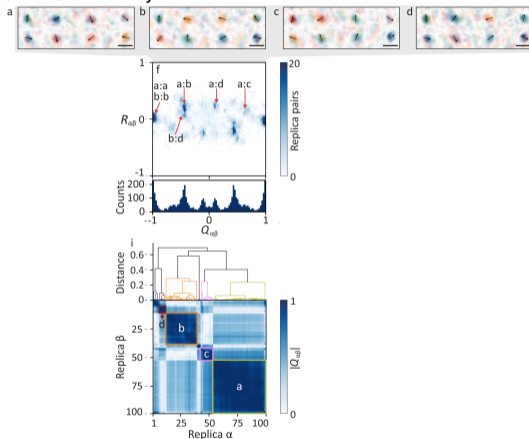 a b c d
f
a:a
b:b
a:b
a:d
a:c
b:d
Rαβ
1
0
-1
20
0
Replica pairs
Counts
200
100
0
-1 0 1
Qαβ
i
Distance
0.6
0.4
0.2
0
Replica β
25
50
75
100
d
b
c
a
1 25 50 75 100
Replica α
1
0
|Qαβ|